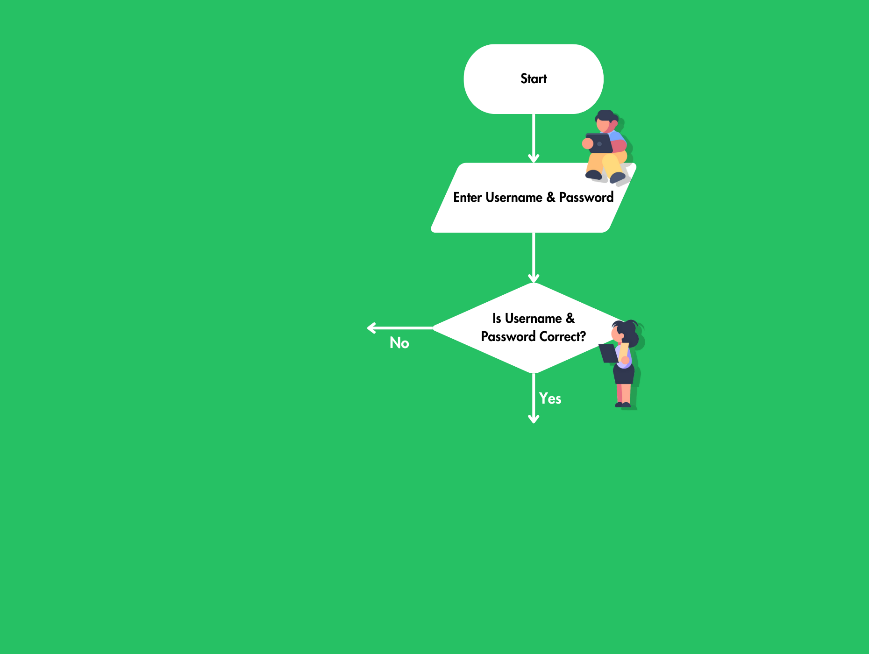 Start
Enter Username & Password
Is Username &
Password Correct?
No
Yes